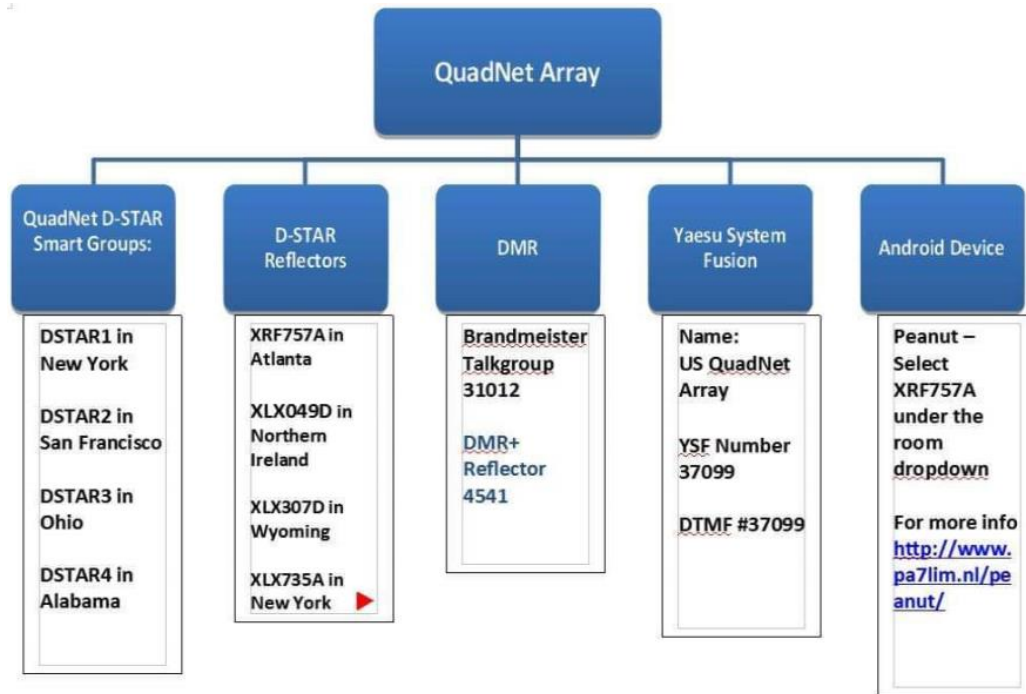 QuadNet Array
QuadNet D-STAR
Smart Groups:
DSTAR1 in
New York
DSTAR2 in
San Francisco
DSTAR3 in
Ohio
DSTAR4 in
Alabama
D-STAR
Reflectors
XRF757A in
Atlanta
XLX049D in
Northern
Ireland
XLX307D in
Wyoming
XLX735A in
New York
DMR
Brandmeister
Talkgroup
31012
DMR+
Reflector
4541
Yaesu System
Fusion
Name:
US QuadNet
Array
YSF Number
37099
DTMF #37099
Android Device
Peanut –
Select
XRF757A
under the
room
dropdown
For more info
http://www.
pa7lim.nl/pe
anut/